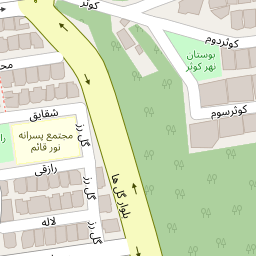 کوثر
کوثردوم
بوستان
نهر کوثر
کوثرسوم
شقایق
گل رز
مجتمع پسرانه
نور قائم
رازقی
گل رز
بلوار گل ها
لاله
گل رز